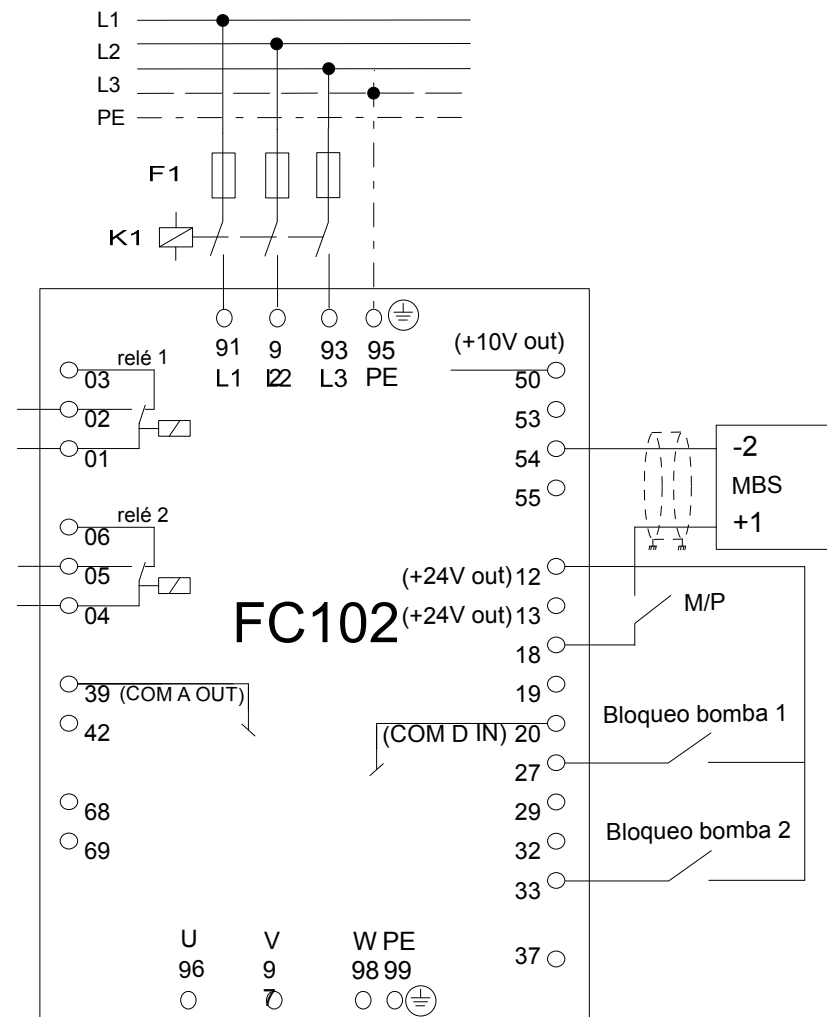 L1
L2
L3
PE
F1
K1
91 92 93 95
L1 L2 L3 PE
(+10V out)
50
relé 1
03
02
01
53
54
55
-2
MBS
+1
relé 2
06
05
04
(+24V out) 12
(+24V out) 13
FC102
M/P
18
19
39 (COM A OUT)
42
(COM D IN) 20
Bloqueo bomba 1
27
29
68
69
32
Bloqueo bomba 2
33
37
U V W PE
96 97 98 99